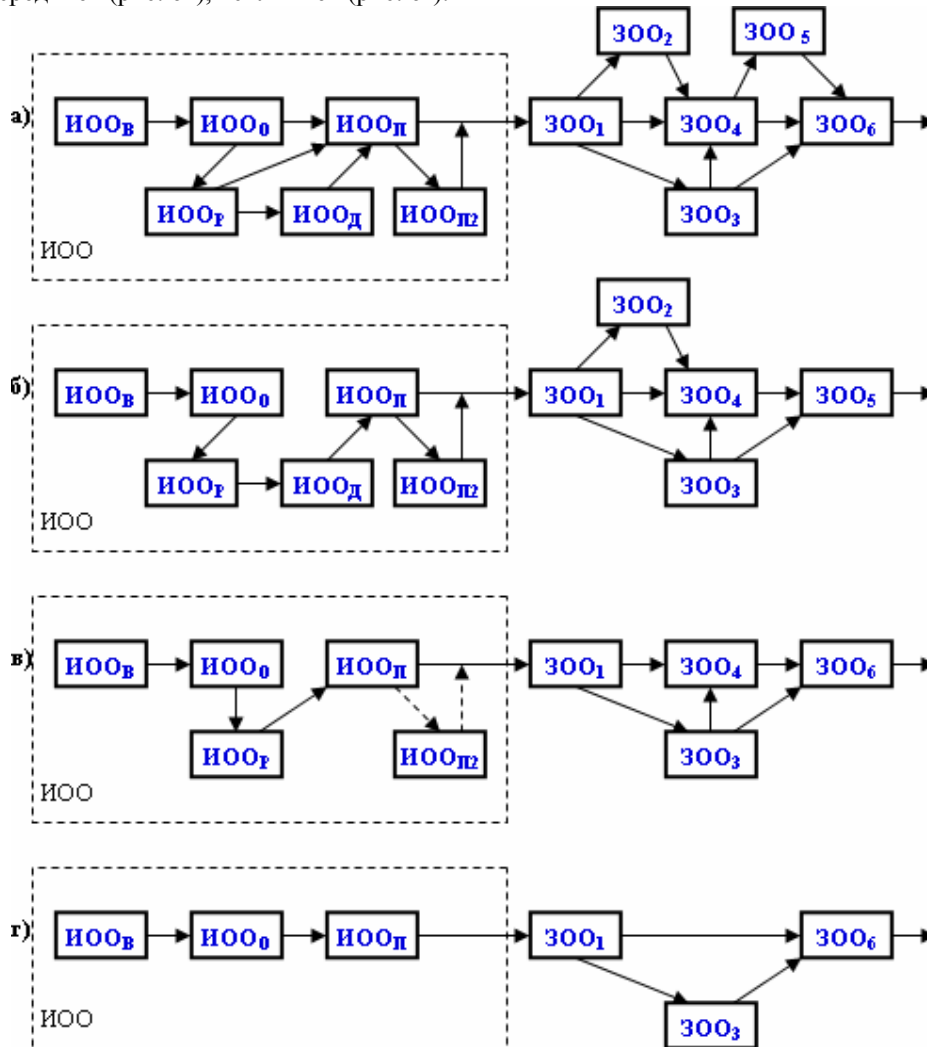 ЗОО₂ ЗОО ₅
а) ИООВ ИОО₀ ИООП ЗОО₁ ЗОО₄ ЗОО₆
ИООР ИООД ИООП2 ЗОО₃
ИОО
ЗОО₂
б) ИООВ ИОО₀ ИООП ЗОО₁ ЗОО₄ ЗОО₅
ИООР ИООД ИООП2 ЗОО₃
ИОО
в) ИООВ ИОО₀ ИООП ЗОО₁ ЗОО₄ ЗОО₆
ИООР ИООП2 ЗОО₃
ИОО
г) ИООВ ИОО₀ ИООП ЗОО₁ ЗОО₆
ИОО ЗОО₃